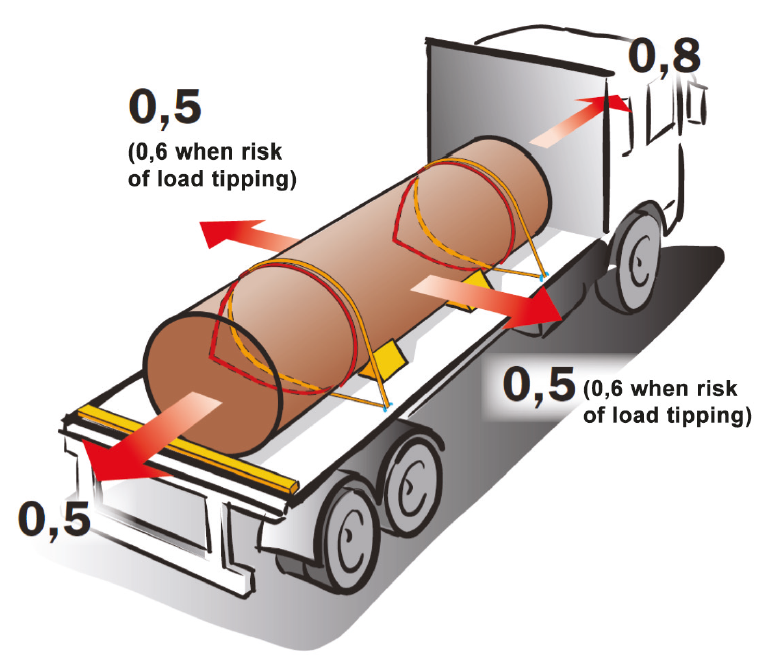 0,8
0,5
(0,6 when risk
of load tipping)
0,5 (0,6 when risk
of load tipping)
0,5